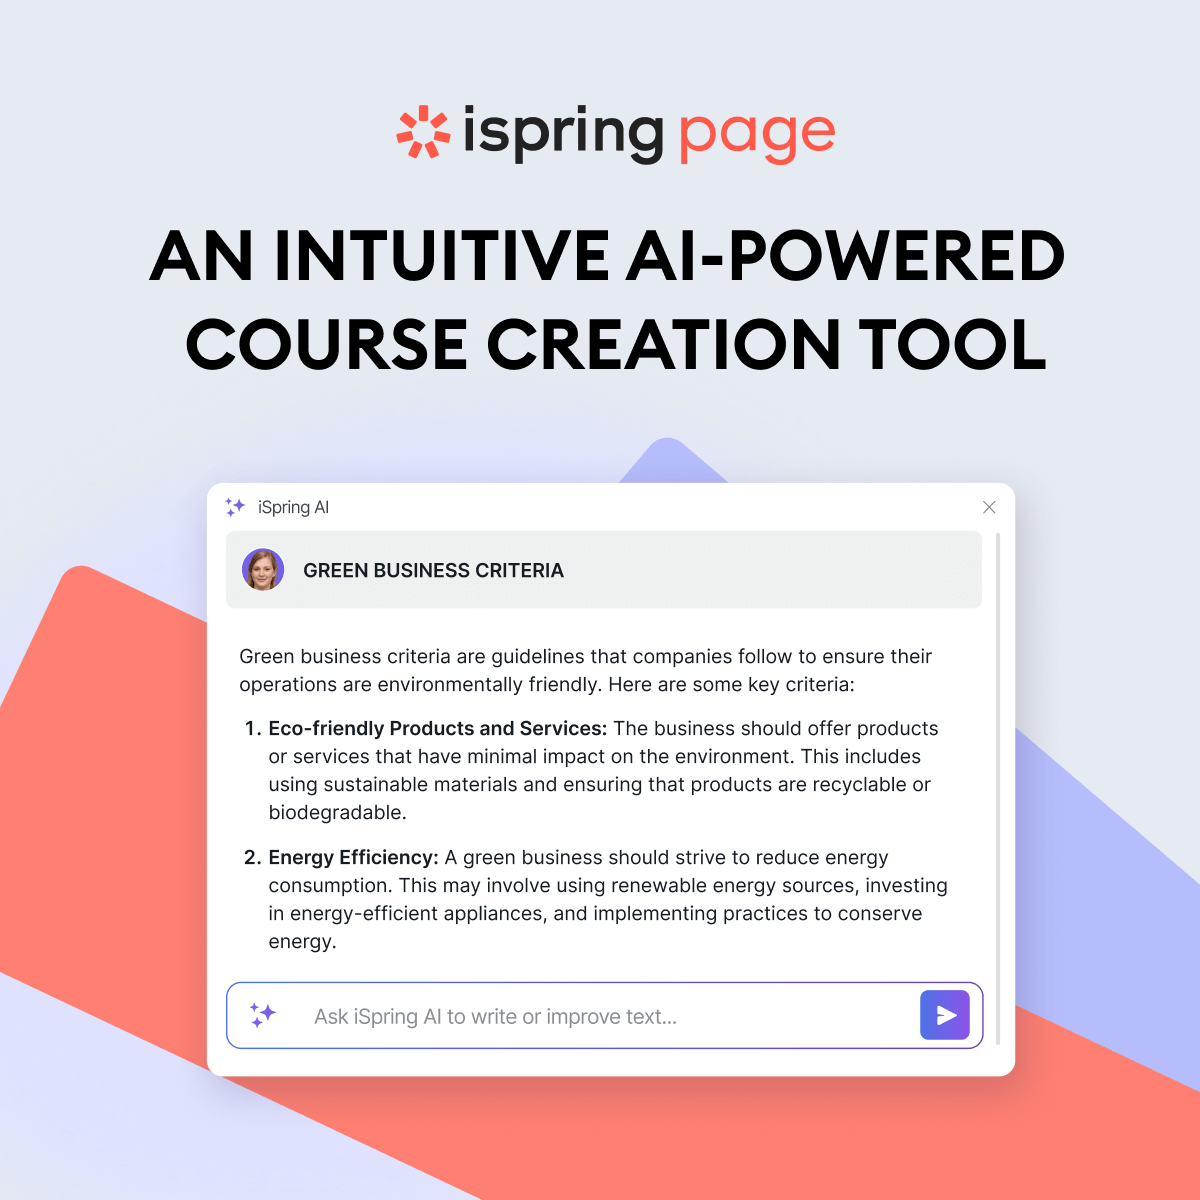 ispring page
AN INTUITIVE AI-POWERED
COURSE CREATION TOOL
iSpring AI
GREEN BUSINESS CRITERIA
Green business criteria are guidelines that companies follow to ensure their
operations are environmentally friendly. Here are some key criteria:
1. Eco-friendly Products and Services: The business should offer products
or services that have minimal impact on the environment. This includes
using sustainable materials and ensuring that products are recyclable or
biodegradable.
2. Energy Efficiency: A green business should strive to reduce energy
consumption. This may involve using renewable energy sources, investing
in energy-efficient appliances, and implementing practices to conserve
energy.
Ask iSpring AI to write or improve text...